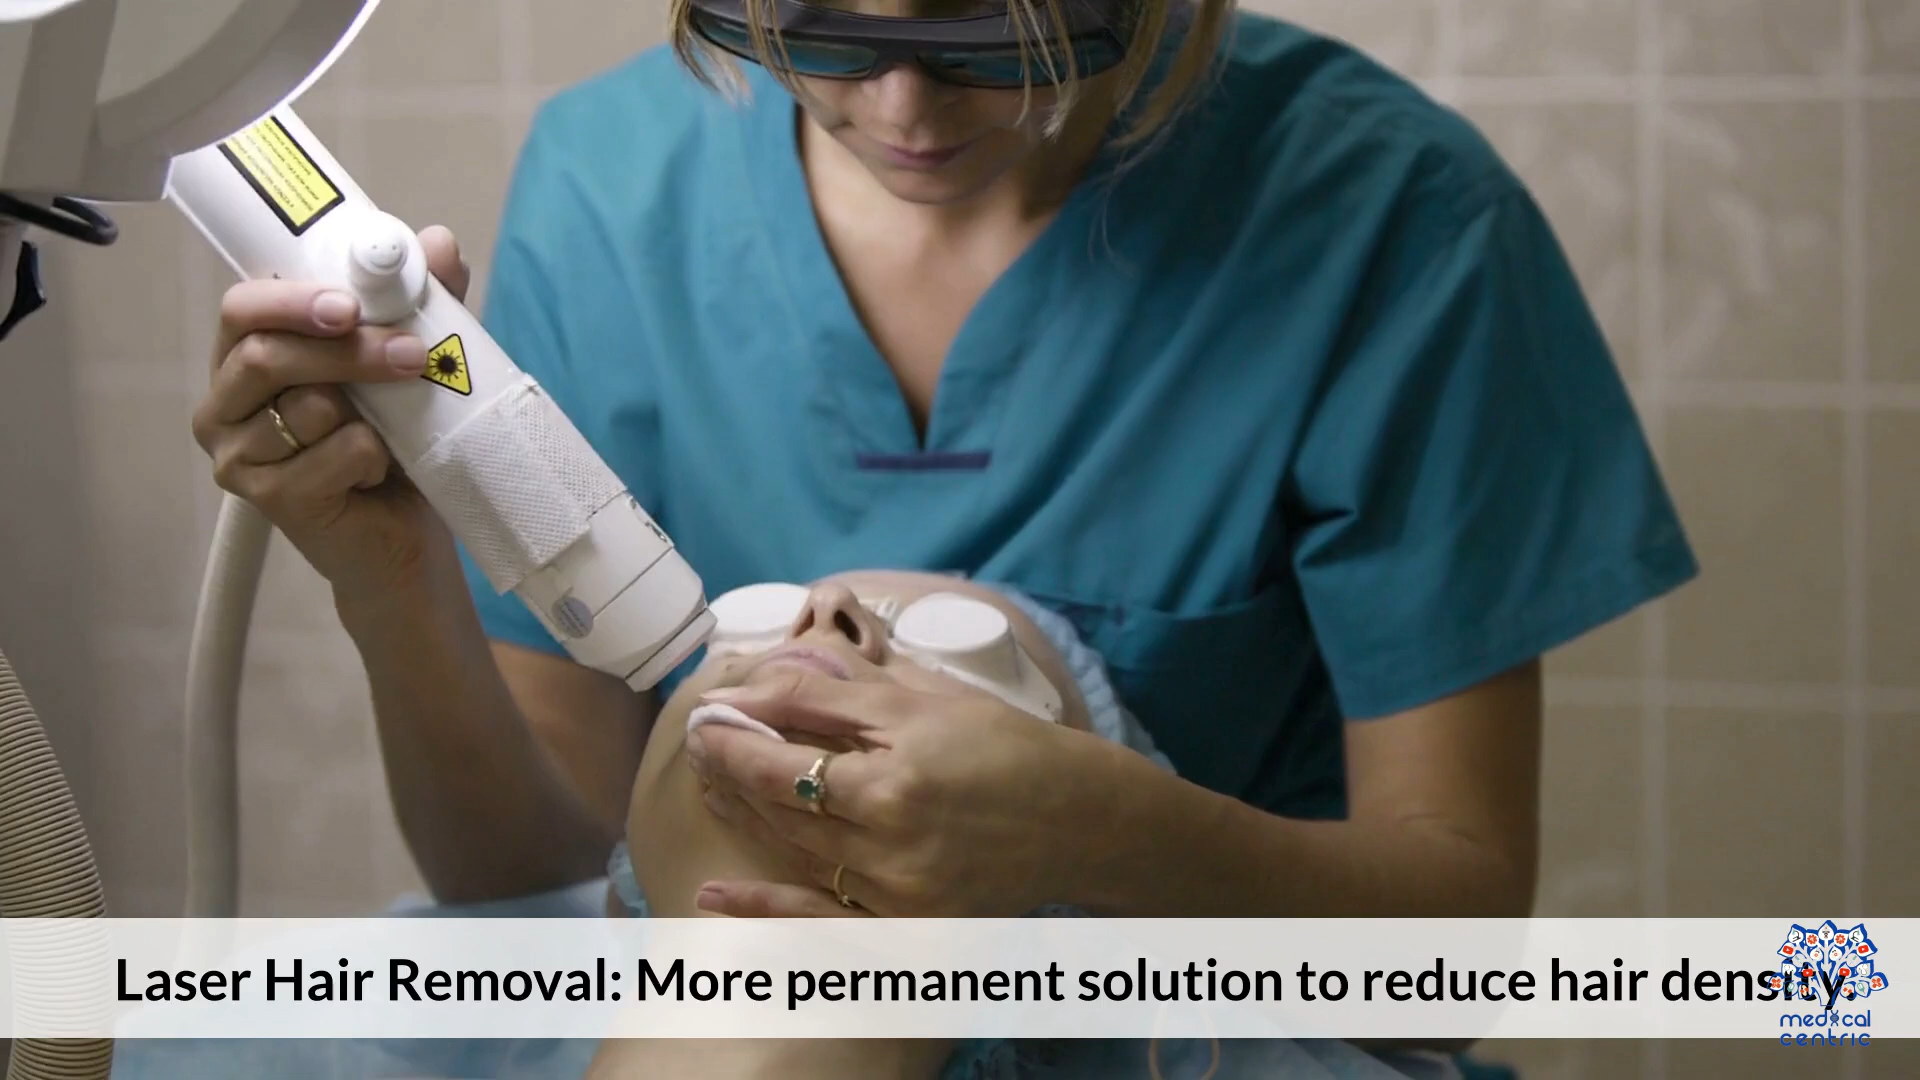 Laser Hair Removal: More permanent solution to reduce hair density.
medical
centric